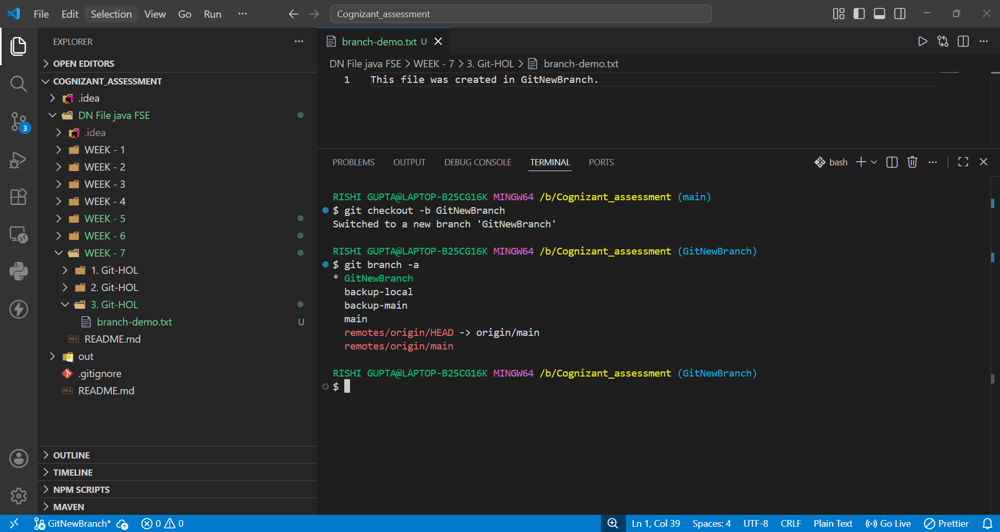 File Edit Selection View Go Run ··· Cognizant_assessment
EXPLORER
OPEN EDITORS
COGNIZANT_ASSESSMENT
.idea
DN File java FSE
.idea
WEEK - 1
WEEK - 2
WEEK - 3
WEEK - 4
WEEK - 5
WEEK - 6
WEEK - 7
1. Git-HOL
2. Git-HOL
3. Git-HOL
branch-demo.txt U
README.md
out
.gitignore
README.md
OUTLINE
TIMELINE
NPM SCRIPTS
MAVEN
3
branch-demo.txt U
DN File java FSE > WEEK - 7 > 3. Git-HOL > branch-demo.txt
1 This file was created in GitNewBranch.
PROBLEMS OUTPUT DEBUG CONSOLE TERMINAL PORTS bash
RISHI GUPTA@LAPTOP-B25CG16K MINGW64 /b/Cognizant_assessment (main)
$ git checkout -b GitNewBranch
Switched to a new branch 'GitNewBranch'
RISHI GUPTA@LAPTOP-B25CG16K MINGW64 /b/Cognizant_assessment (GitNewBranch)
$ git branch -a
* GitNewBranch
backup-local
backup-main
main
remotes/origin/HEAD -> origin/main
remotes/origin/main
RISHI GUPTA@LAPTOP-B25CG16K MINGW64 /b/Cognizant_assessment (GitNewBranch)
$
GitNewBranch* 0 0 Ln 1, Col 39 Spaces: 4 UTF-8 CRLF Plain Text Go Live Prettier